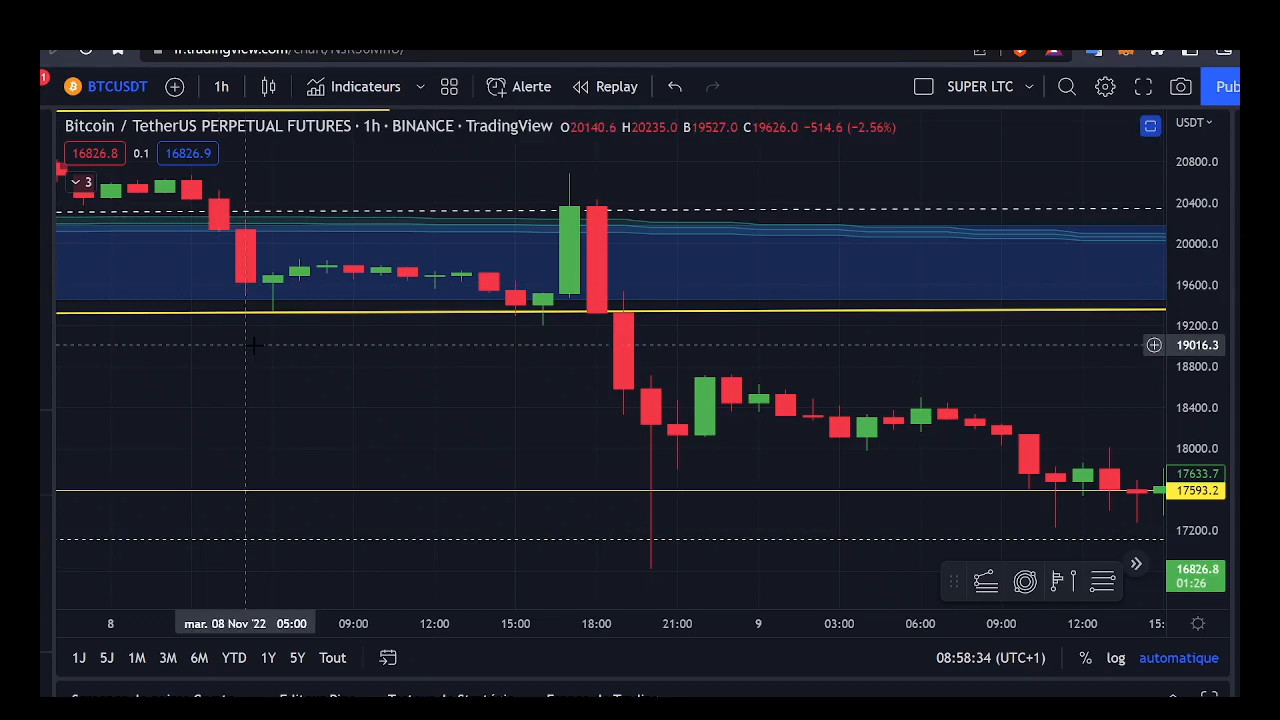 fr.tradingview.com/chart/
1
BTCUSDT 1h Indicateurs Alerte Replay SUPER LTC Pub
Bitcoin / TetherUS PERPETUAL FUTURES · 1h · BINANCE · TradingView O20140.6 H20235.0 B19527.0 C19626.0 −514.6 (−2.56%) USDT
16826.8 0.1 16826.9
3
20800.0
20400.0
20000.0
19600.0
19200.0
19016.3
18800.0
18400.0
18000.0
17633.7
17593.2
17200.0
16826.8
01:26
8 mar. 08 Nov '22 05:00 09:00 12:00 15:00 18:00 21:00 9 03:00 06:00 09:00 12:00 15:
1J 5J 1M 3M 6M YTD 1Y 5Y Tout 08:58:34 (UTC+1) % log automatique